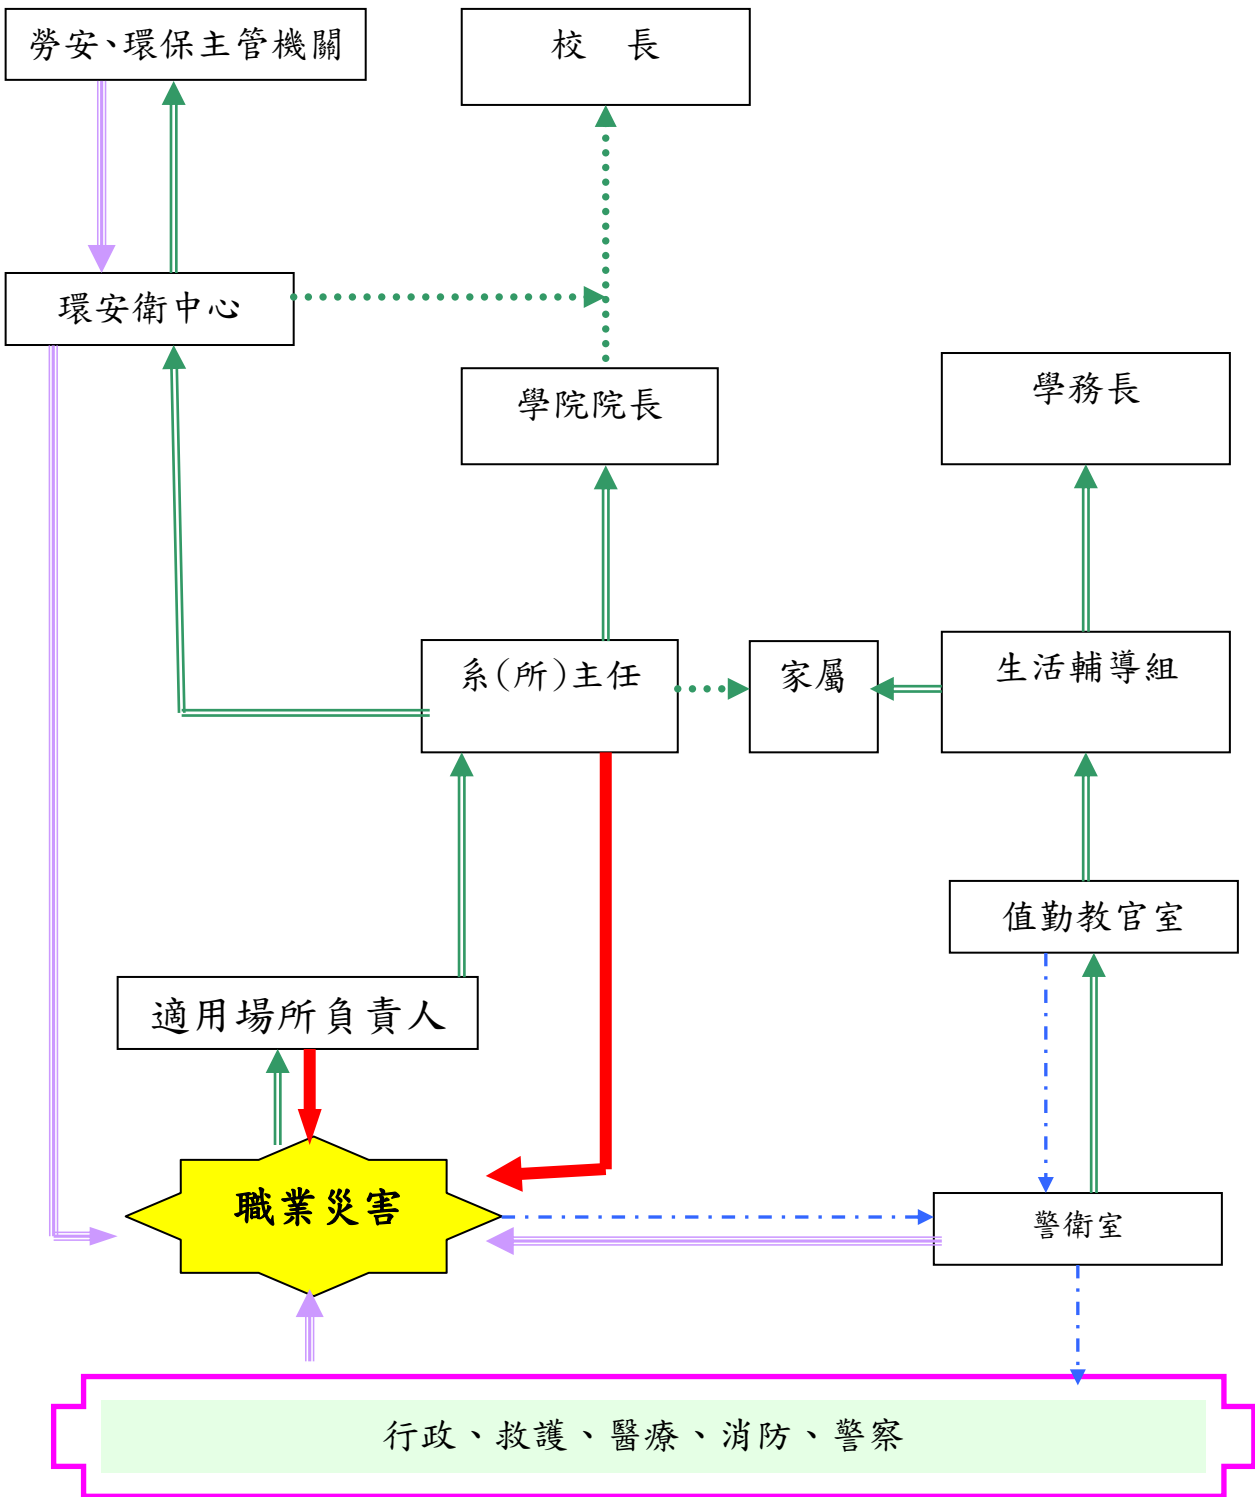 勞安、環保主管機關
校　長
環安衛中心
學院院長
學務長
系(所)主任
家屬
生活輔導組
值勤教官室
適用場所負責人
職業災害
警衛室
行政、救護、醫療、消防、警察